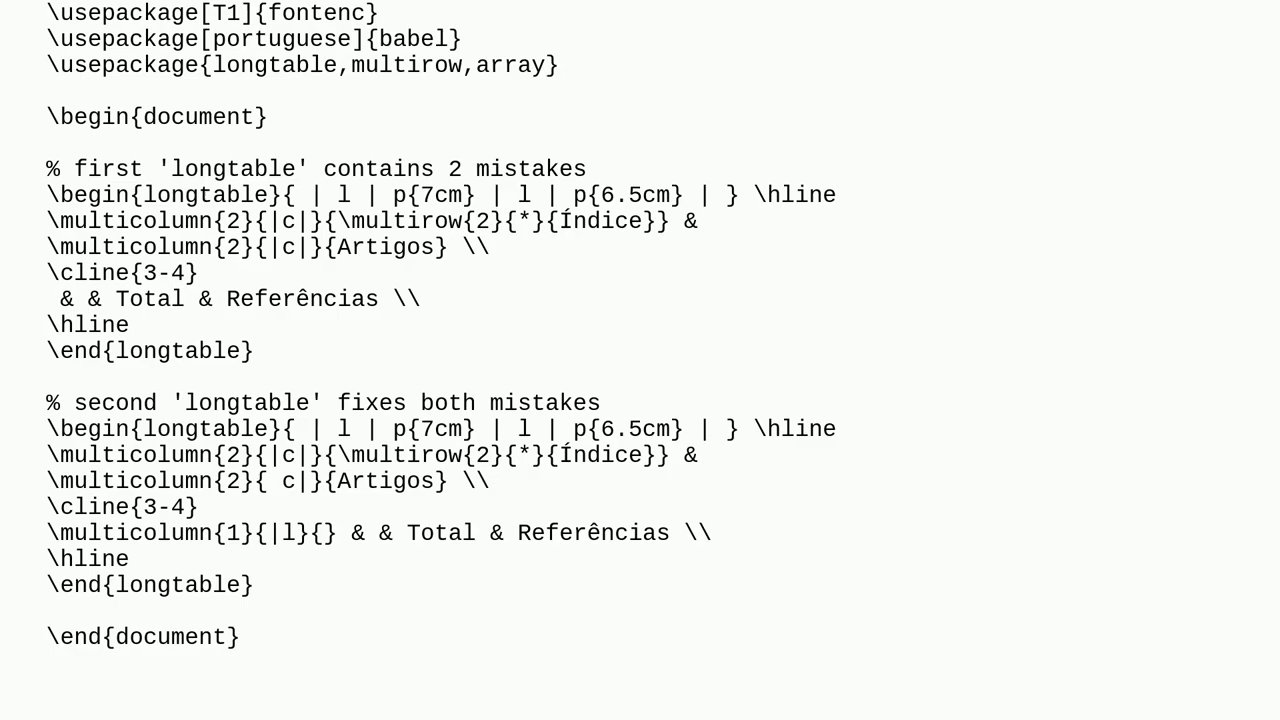 \usepackage[T1]{fontenc}
\usepackage[portuguese]{babel}
\usepackage{longtable,multirow,array}
\begin{document}
% first 'longtable' contains 2 mistakes
\begin{longtable}{ | l | p{7cm} | l | p{6.5cm} | } \hline
\multicolumn{2}{|c|}{\multirow{2}{*}{Índice}} &
\multicolumn{2}{|c|}{Artigos} \\
\cline{3-4}
 & & Total & Referências \\
\hline
\end{longtable}
% second 'longtable' fixes both mistakes
\begin{longtable}{ | l | p{7cm} | l | p{6.5cm} | } \hline
\multicolumn{2}{|c|}{\multirow{2}{*}{Índice}} &
\multicolumn{2}{ c|}{Artigos} \\
\cline{3-4}
\multicolumn{1}{|l}{} & & Total & Referências \\
\hline
\end{longtable}
\end{document}